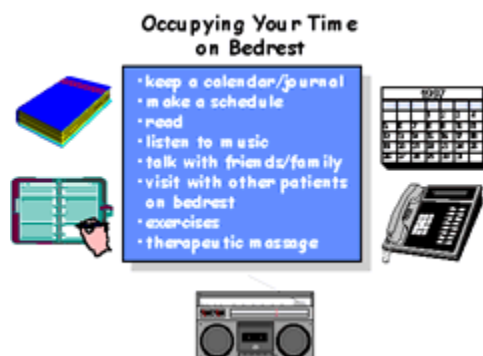 Occupying Your Time
on Bedrest
• keep a calendar/journal
• make a schedule
• read
• listen to music
• talk with friends/family
• visit with other patients
on bedrest
• exercises
• therapeutic massage
1997